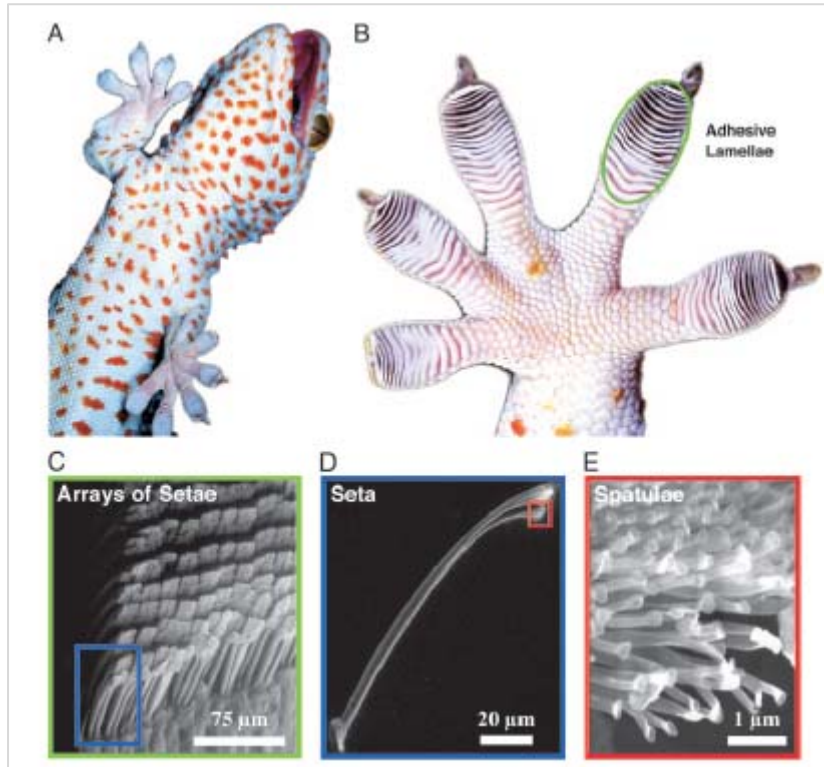 A
B
Adhesive
Lamellae
C
D
E
Arrays of Setae
Seta
Spatulae
75 µm
20 µm
1 µm